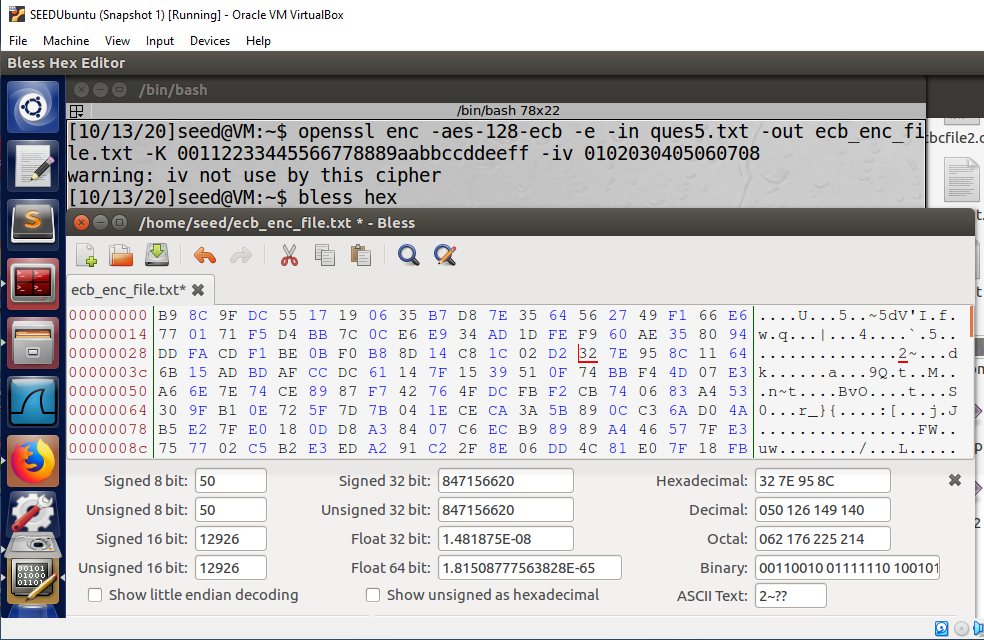 SEEDUbuntu (Snapshot 1) [Running] - Oracle VM VirtualBox
File Machine View Input Devices Help
Bless Hex Editor
/bin/bash
/bin/bash 78x22
[10/13/20]seed@VM:~$ openssl enc -aes-128-ecb -e -in ques5.txt -out ecb_enc_fi
le.txt -K 00112233445566778889aabbccddeeff -iv 0102030405060708
warning: iv not use by this cipher
[10/13/20]seed@VM:~$ bless hex
bcfile2.c
/home/seed/ecb_enc_file.txt * - Bless
ecb_enc_file.txt*
00000000 B9 8C 9F DC 55 17 19 06 35 B7 D8 7E 35 64 56 27 49 F1 66 E6 ....U...5..~5dV'I.f.
00000014 77 01 71 F5 D4 BB 7C 0C E6 E9 34 AD 1D FE F9 60 AE 35 80 94 w.q...|...4....`.5..
00000028 DD FA CD F1 BE 0B F0 B8 8D 14 C8 1C 02 D2 32 7E 95 8C 11 64 ..............2~...d
0000003c 6B 15 AD BD AF CC DC 61 14 7F 15 39 51 0F 74 BB F4 4D 07 E3 k......a...9Q.t..M..
00000050 A6 6E 7E 74 CE 89 87 F7 42 76 4F DC FB F2 CB 74 06 83 A4 53 .n~t....BvO....t...S
00000064 30 9F B1 0E 72 5F 7D 7B 04 1E CE CA 3A 5B 89 0C C3 6A D0 4A 0...r_}{....:[...j.J
00000078 B5 E2 7F E0 18 0D D8 A3 84 07 C6 EC B9 89 89 A4 46 57 7F E3 ................FW..
0000008c 75 77 02 C5 B2 E3 ED A2 91 C2 2F 8E 06 DD 4C 81 E0 7F 18 FB uw......../...L.....
Signed 8 bit: 50 Signed 32 bit: 847156620 Hexadecimal: 32 7E 95 8C
Unsigned 8 bit: 50 Unsigned 32 bit: 847156620 Decimal: 050 126 149 140
Signed 16 bit: 12926 Float 32 bit: 1.481875E-08 Octal: 062 176 225 214
Unsigned 16 bit: 12926 Float 64 bit: 1.81508777563828E-65 Binary: 00110010 01111110 100101
Show little endian decoding Show unsigned as hexadecimal ASCII Text: 2~??